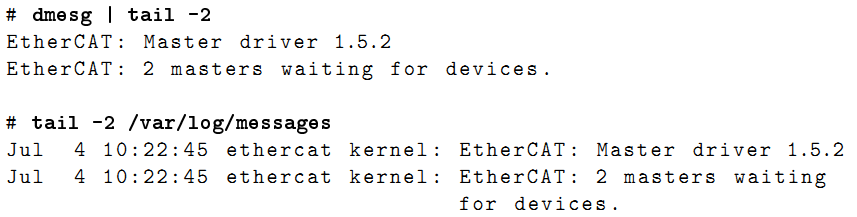 # dmesg | tail -2
EtherCAT: Master driver 1.5.2
EtherCAT: 2 masters waiting for devices.
# tail -2 /var/log/messages
Jul  4 10:22:45 ethercat kernel: EtherCAT: Master driver 1.5.2
Jul  4 10:22:45 ethercat kernel: EtherCAT: 2 masters waiting
for devices.